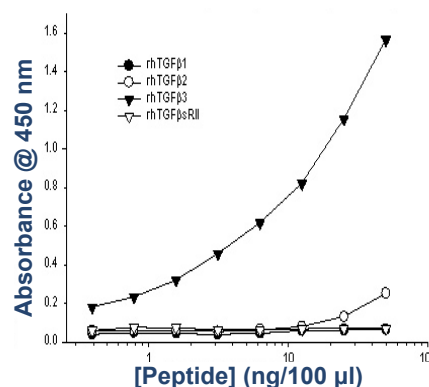 1.6
1.4
1.2
1.0
0.8
0.6
0.4
0.2
0.0
Absorbance @ 450 nm
rhTGFβ1
rhTGFβ2
rhTGFβ3
rhTGFβsRII
1
10
100
[Peptide] (ng/100 µl)